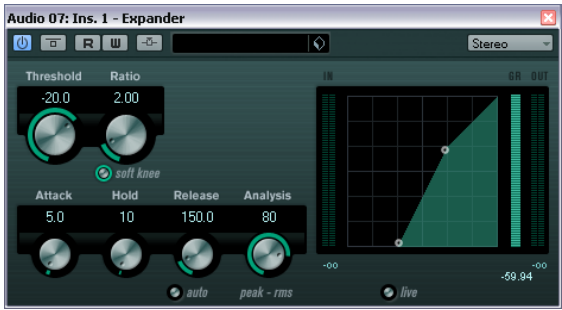 Audio 07: Ins. 1 - Expander
R W Stereo
Threshold Ratio
-20.0 2.00
soft knee
Attack Hold Release Analysis
5.0 10 150.0 80
auto peak - rms
IN GR OUT
-oo -oo
-59.94
live